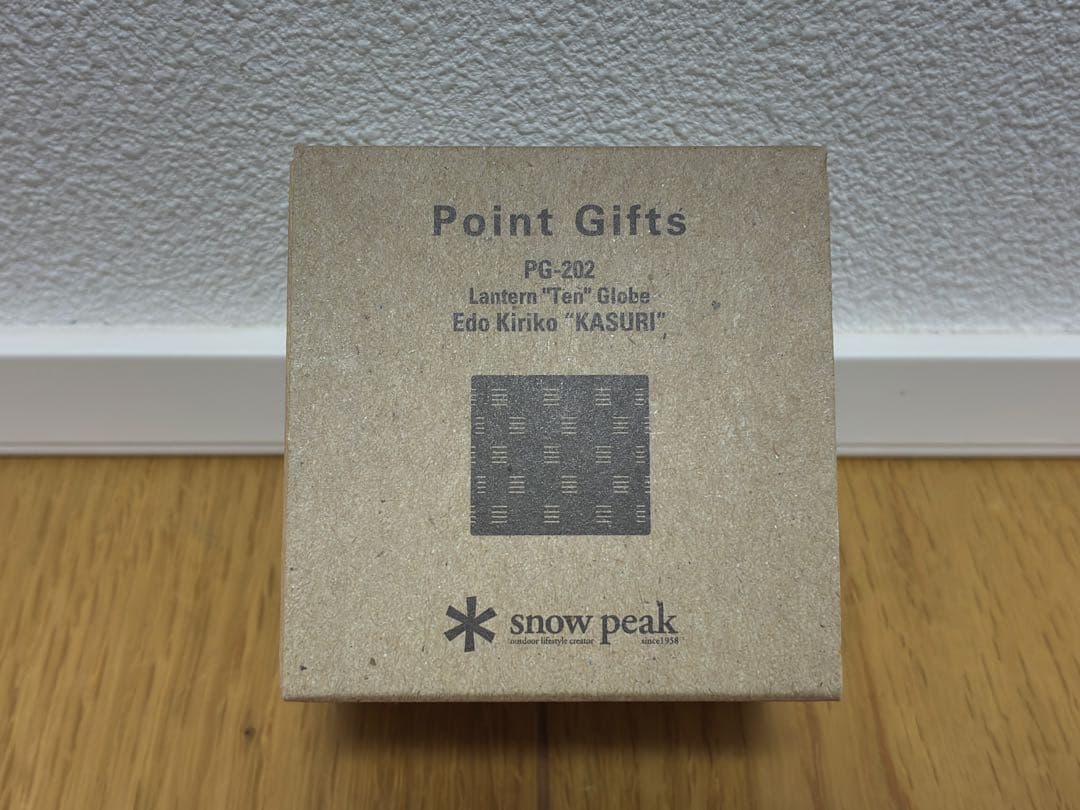 Point Gifts
PG-202
Lantern "Ten" Globe
Edo Kiriko “KASURI”
snow peak
outdoor lifestyle creator since1958